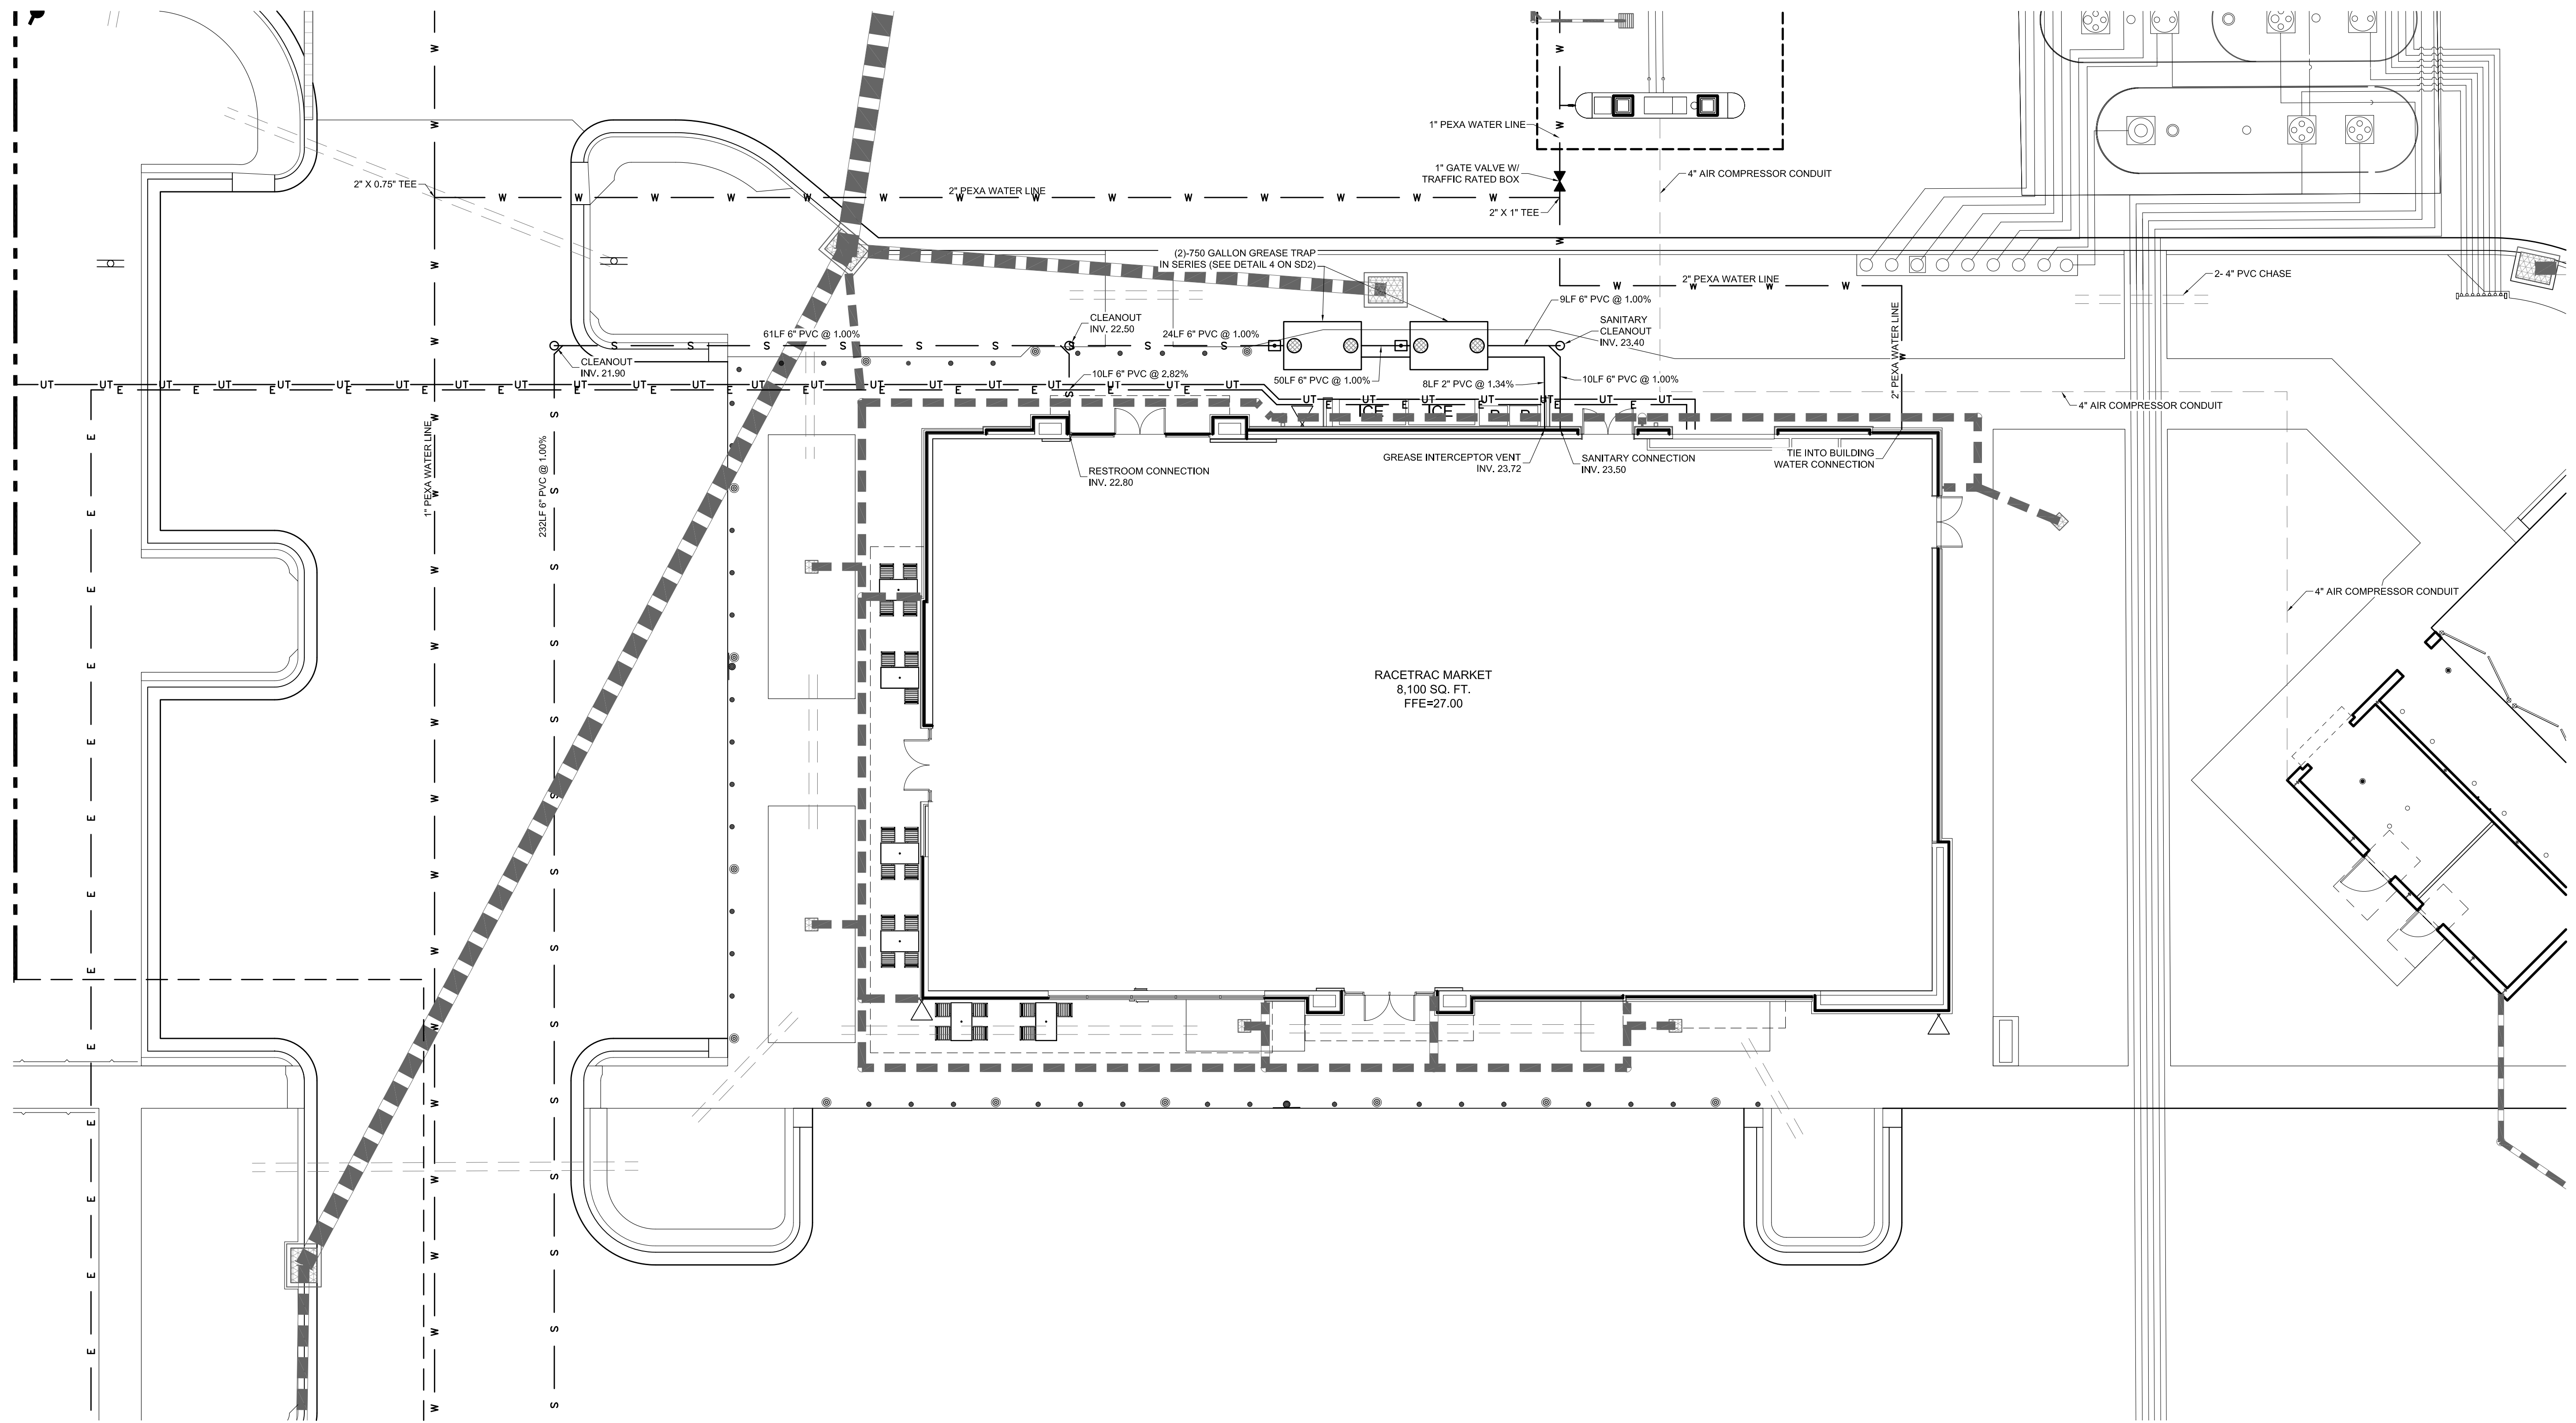 1" PEXA WATER LINE
1" GATE VALVE W/
TRAFFIC RATED BOX
4" AIR COMPRESSOR CONDUIT
2" X 0.75" TEE
2" PEXA WATER LINE
2" X 1" TEE
(2)-750 GALLON GREASE TRAP
IN SERIES (SEE DETAIL 4 ON SD2)
2" PEXA WATER LINE
2- 4" PVC CHASE
9LF 6" PVC @ 1.00%
CLEANOUT
INV. 22.50
SANITARY
CLEANOUT
INV. 23.40
61LF 6" PVC @ 1.00%
24LF 6" PVC @ 1.00%
CLEANOUT
INV. 21.90
10LF 6" PVC @ 2.82%
50LF 6" PVC @ 1.00%
8LF 2" PVC @ 1.34%
10LF 6" PVC @ 1.00%
2" PEXA WATER LINE
4" AIR COMPRESSOR CONDUIT
ICE ICE
1" PEXA WATER LINE
232LF 6" PVC @ 1.00%
RESTROOM CONNECTION
INV. 22.80
GREASE INTERCEPTOR VENT
INV. 23.72
SANITARY CONNECTION
INV. 23.50
TIE INTO BUILDING
WATER CONNECTION
4" AIR COMPRESSOR CONDUIT
RACETRAC MARKET
8,100 SQ. FT.
FFE=27.00